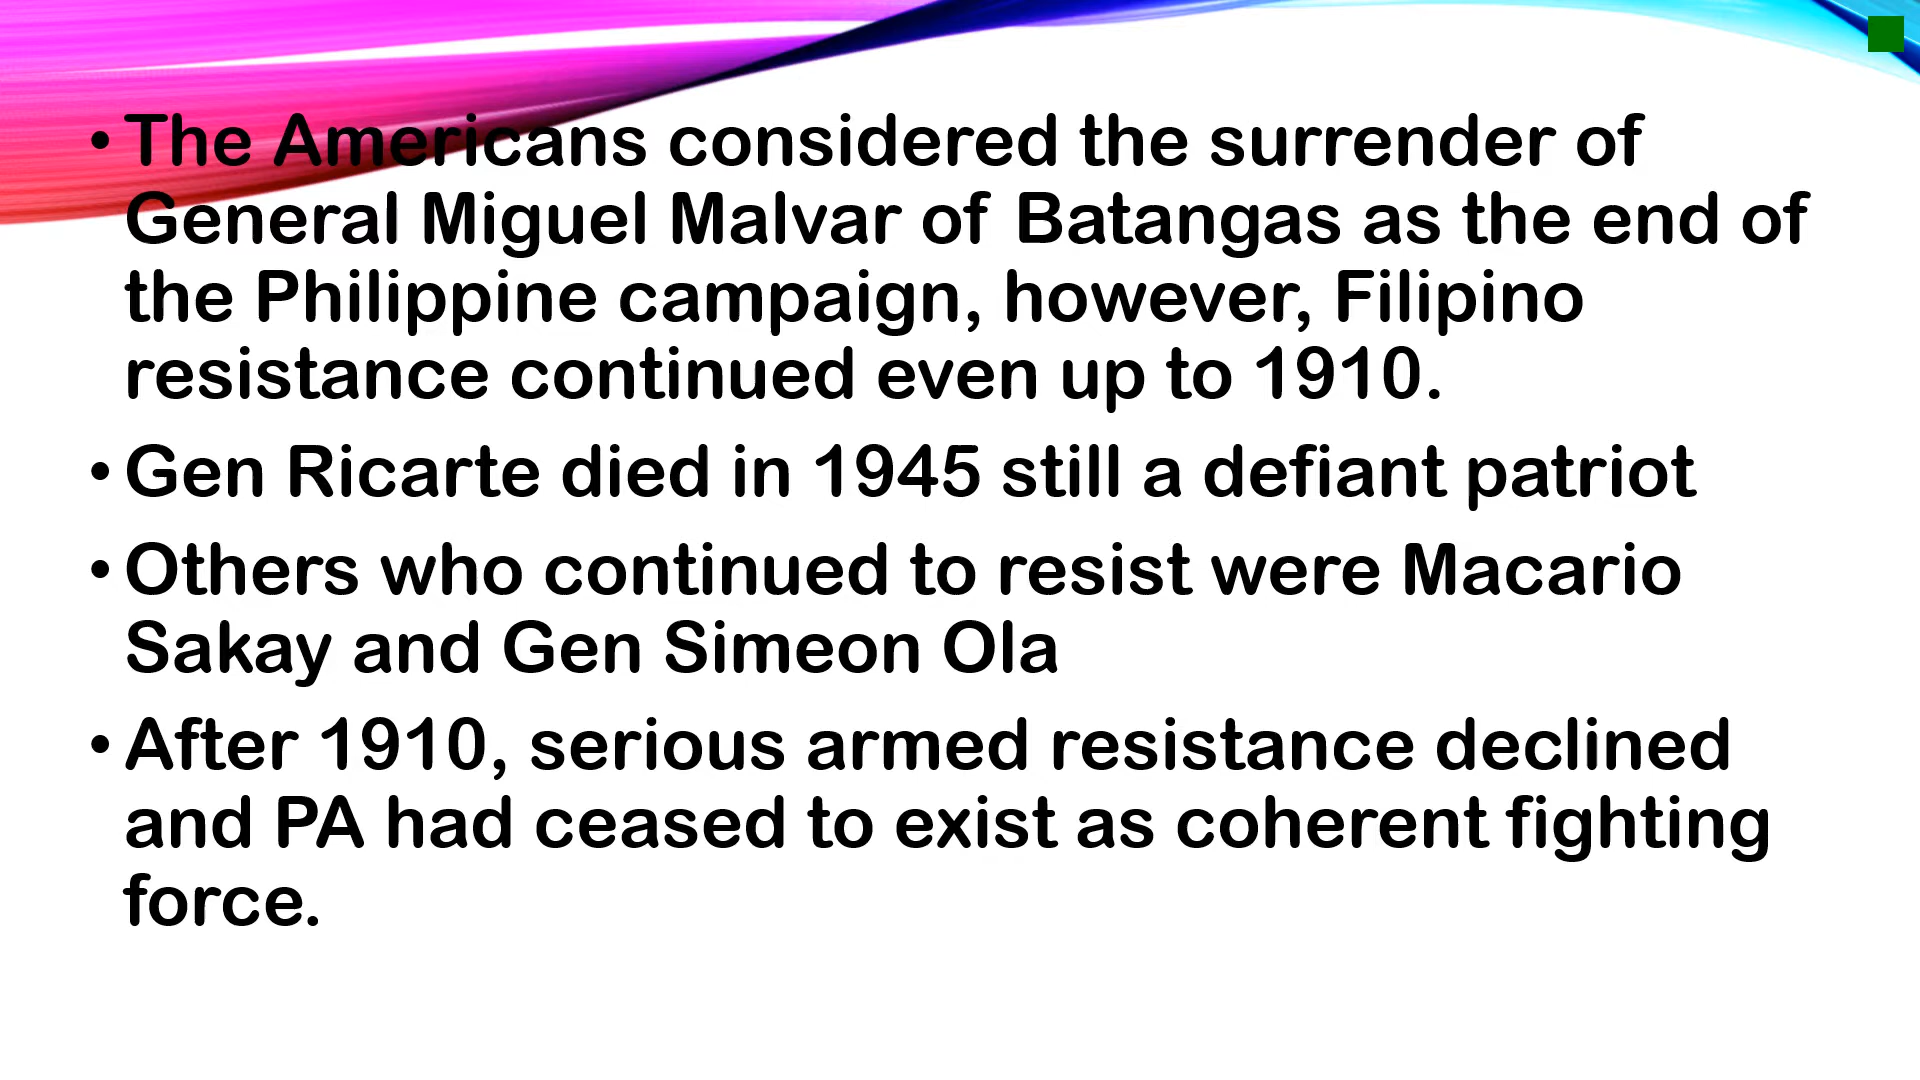 • The Americans considered the surrender of
General Miguel Malvar of Batangas as the end of
the Philippine campaign, however, Filipino
resistance continued even up to 1910.
• Gen Ricarte died in 1945 still a defiant patriot
• Others who continued to resist were Macario
Sakay and Gen Simeon Ola
• After 1910, serious armed resistance declined
and PA had ceased to exist as coherent fighting
force.